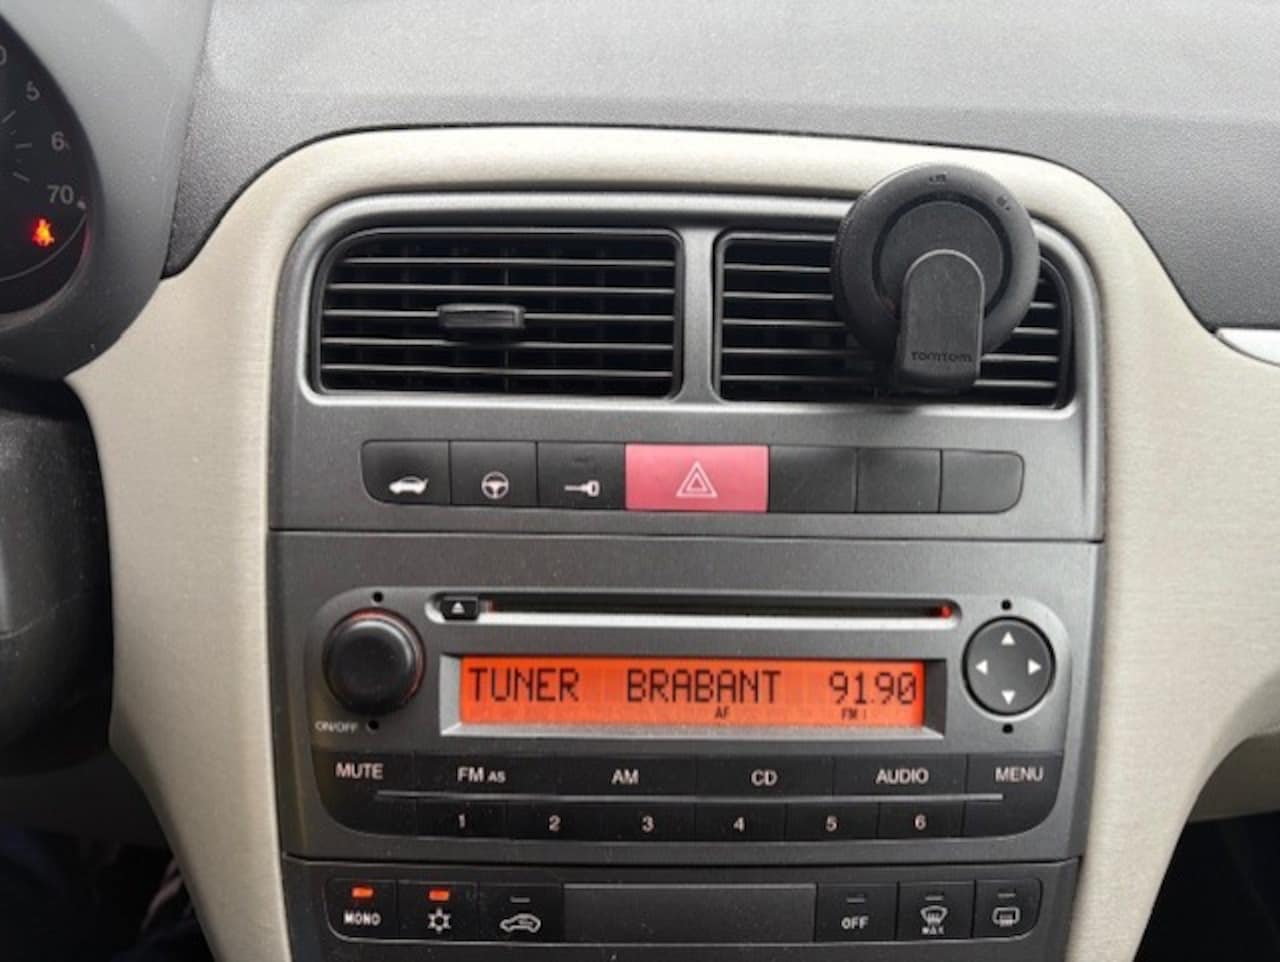 5
6
70
tomtom
TUNER BRABANT 91.90
AF FM 1
ON/OFF
MUTE FM AS AM CD AUDIO MENU
1 2 3 4 5 6
MONO OFF MAX